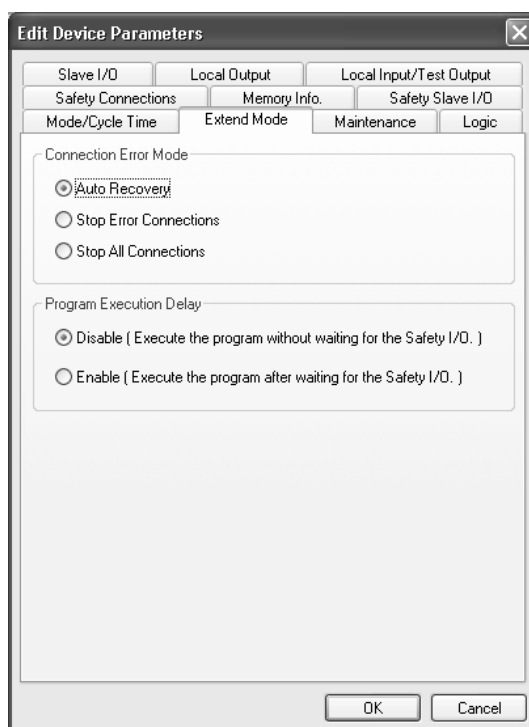 Edit Device Parameters
Slave I/O Local Output Local Input/Test Output
Safety Connections Memory Info. Safety Slave I/O
Mode/Cycle Time Extend Mode Maintenance Logic
Connection Error Mode
Auto Recovery
Stop Error Connections
Stop All Connections
Program Execution Delay
Disable ( Execute the program without waiting for the Safety I/O. )
Enable ( Execute the program after waiting for the Safety I/O. )
OK Cancel